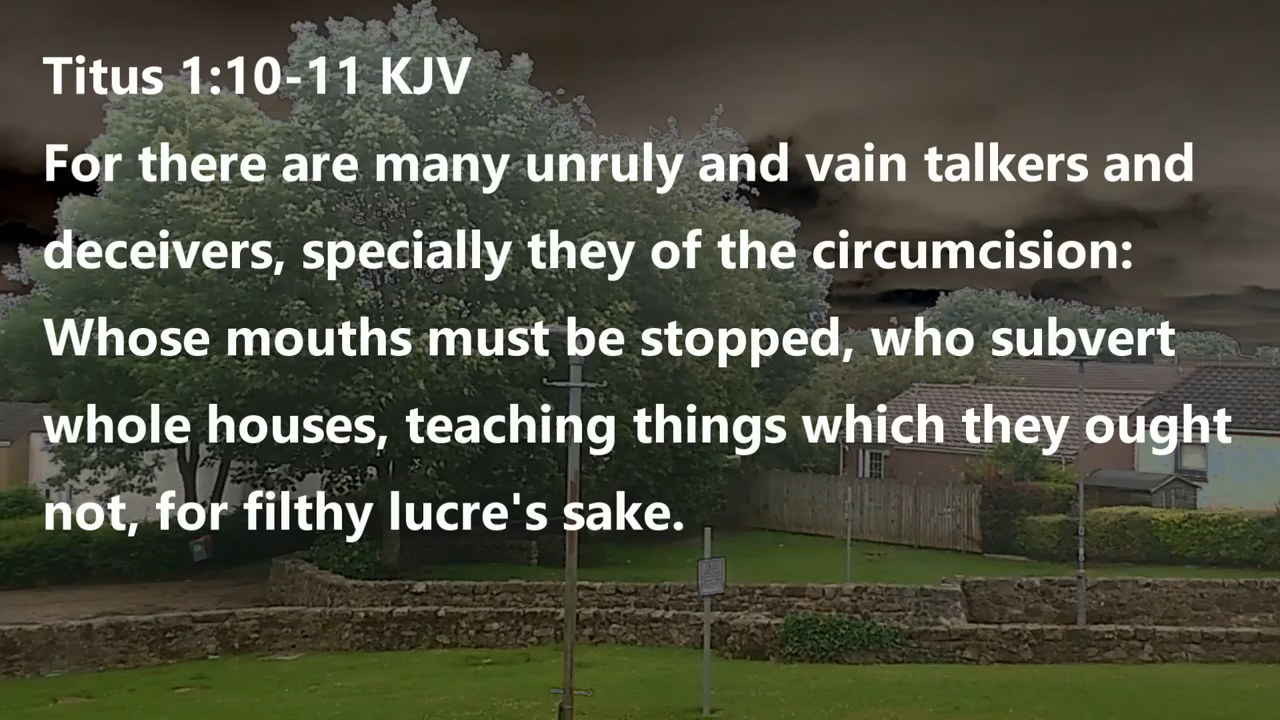 Titus 1:10-11 KJV
For there are many unruly and vain talkers and
deceivers, specially they of the circumcision:
Whose mouths must be stopped, who subvert
whole houses, teaching things which they ought
not, for filthy lucre's sake.